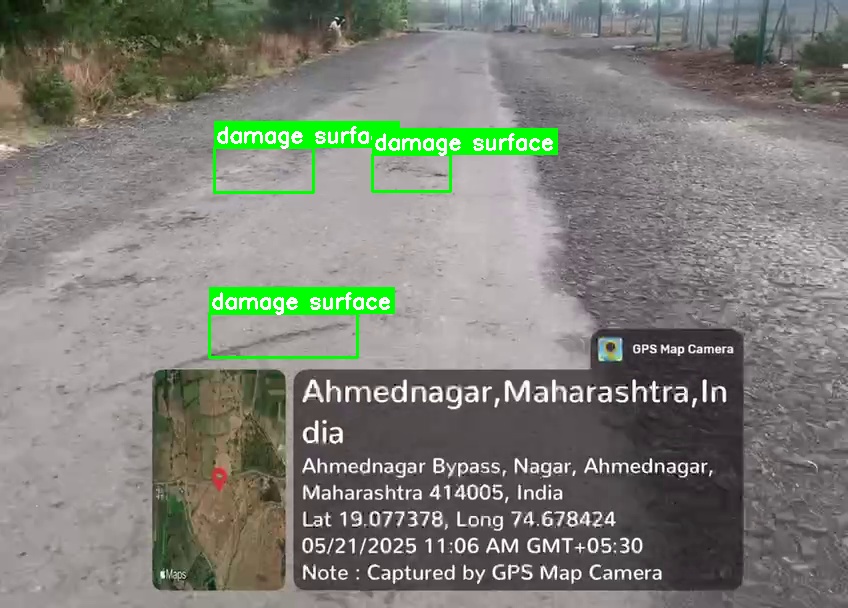 damage surfa
damage surface
damage surface
GPS Map Camera
Ahmednagar,Maharashtra,In
dia
Ahmednagar Bypass, Nagar, Ahmednagar,
Maharashtra 414005, India
Lat 19.077378, Long 74.678424
05/21/2025 11:06 AM GMT+05:30
Note : Captured by GPS Map Camera
Maps